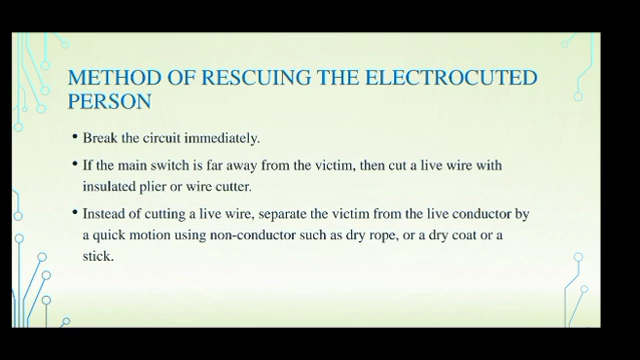 METHOD OF RESCUING THE ELECTROCUTED
PERSON
• Break the circuit immediately.
• If the main switch is far away from the victim, then cut a live wire with
insulated plier or wire cutter.
• Instead of cutting a live wire, separate the victim from the live conductor by
a quick motion using non-conductor such as dry rope, or a dry coat or a
stick.